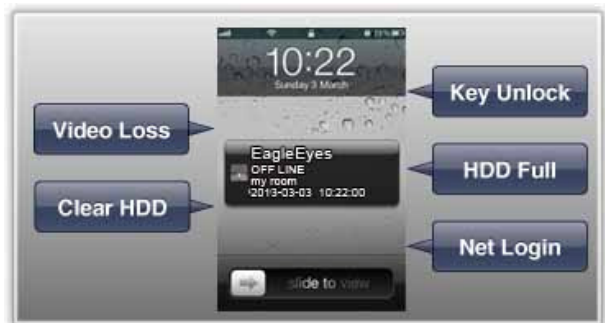 10:22
Sunday 3 March
Key Unlock
Video Loss
EagleEyes
OFF LINE
my room
2013-03-03 10:22:00
HDD Full
Clear HDD
Net Login
slide to view